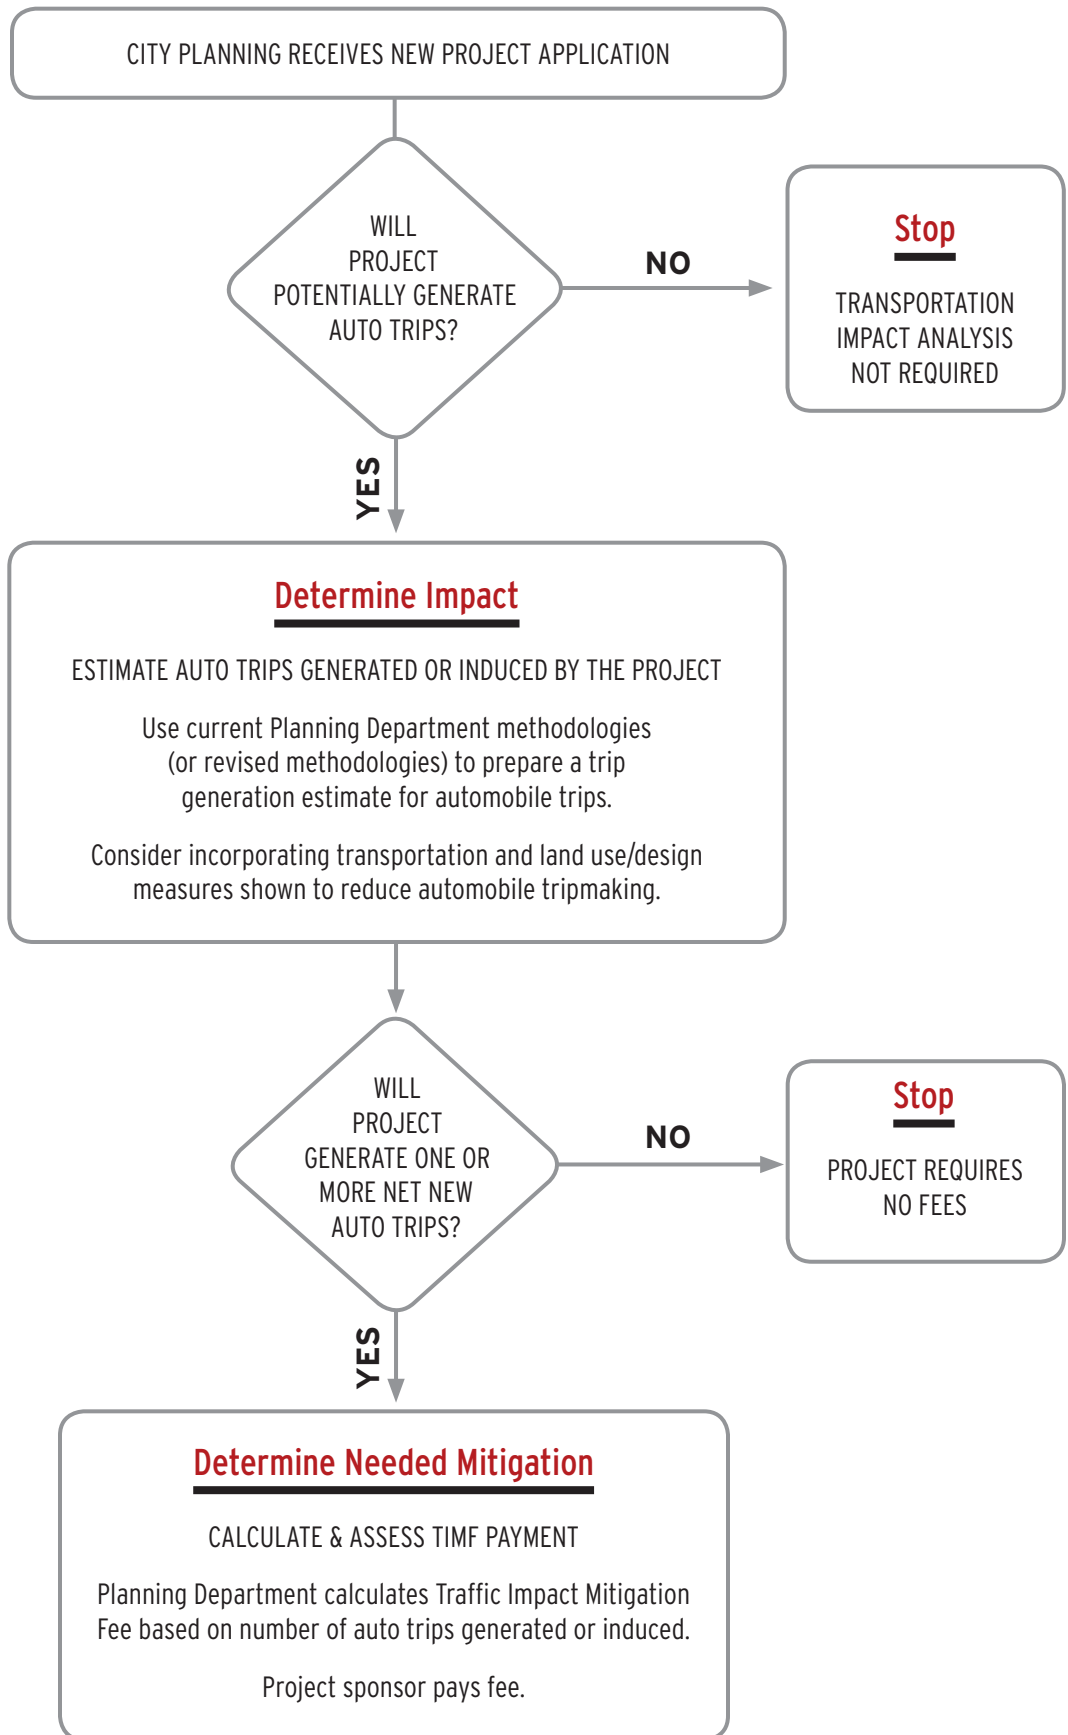 CITY PLANNING RECEIVES NEW PROJECT APPLICATION
WILL
PROJECT
POTENTIALLY GENERATE
AUTO TRIPS?
NO
Stop
TRANSPORTATION
IMPACT ANALYSIS
NOT REQUIRED
YES
Determine Impact
ESTIMATE AUTO TRIPS GENERATED OR INDUCED BY THE PROJECT
Use current Planning Department methodologies
(or revised methodologies) to prepare a trip
generation estimate for automobile trips.
Consider incorporating transportation and land use/design
measures shown to reduce automobile tripmaking.
WILL
PROJECT
GENERATE ONE OR
MORE NET NEW
AUTO TRIPS?
NO
Stop
PROJECT REQUIRES
NO FEES
YES
Determine Needed Mitigation
CALCULATE & ASSESS TIMF PAYMENT
Planning Department calculates Traffic Impact Mitigation
Fee based on number of auto trips generated or induced.
Project sponsor pays fee.